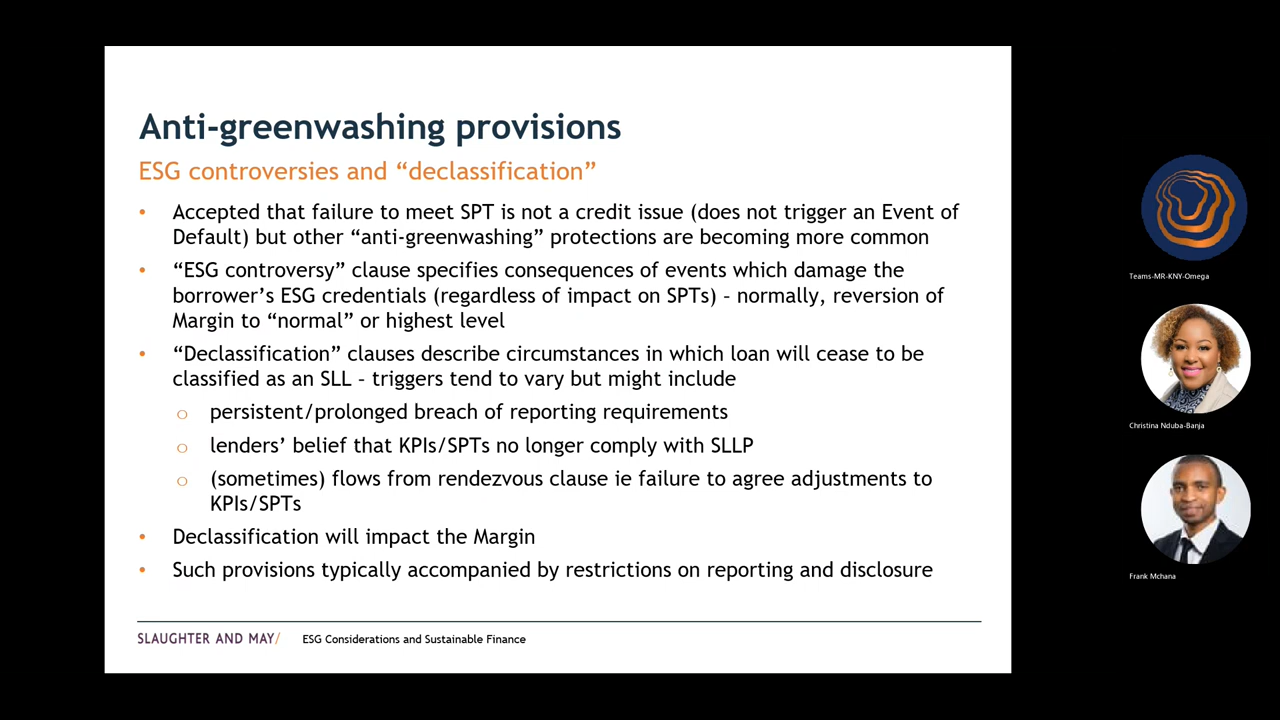 Anti-greenwashing provisions
ESG controversies and “declassification”
• Accepted that failure to meet SPT is not a credit issue (does not trigger an Event of
Default) but other “anti-greenwashing” protections are becoming more common
• “ESG controversy” clause specifies consequences of events which damage the
borrower’s ESG credentials (regardless of impact on SPTs) – normally, reversion of
Margin to “normal” or highest level
• “Declassification” clauses describe circumstances in which loan will cease to be
classified as an SLL – triggers tend to vary but might include
o persistent/prolonged breach of reporting requirements
o lenders’ belief that KPIs/SPTs no longer comply with SLLP
o (sometimes) flows from rendezvous clause ie failure to agree adjustments to
KPIs/SPTs
• Declassification will impact the Margin
• Such provisions typically accompanied by restrictions on reporting and disclosure
SLAUGHTER AND MAY/ ESG Considerations and Sustainable Finance
Teams-MR-KNY-Omega
Christina Nduba-Banja
Frank Mchana